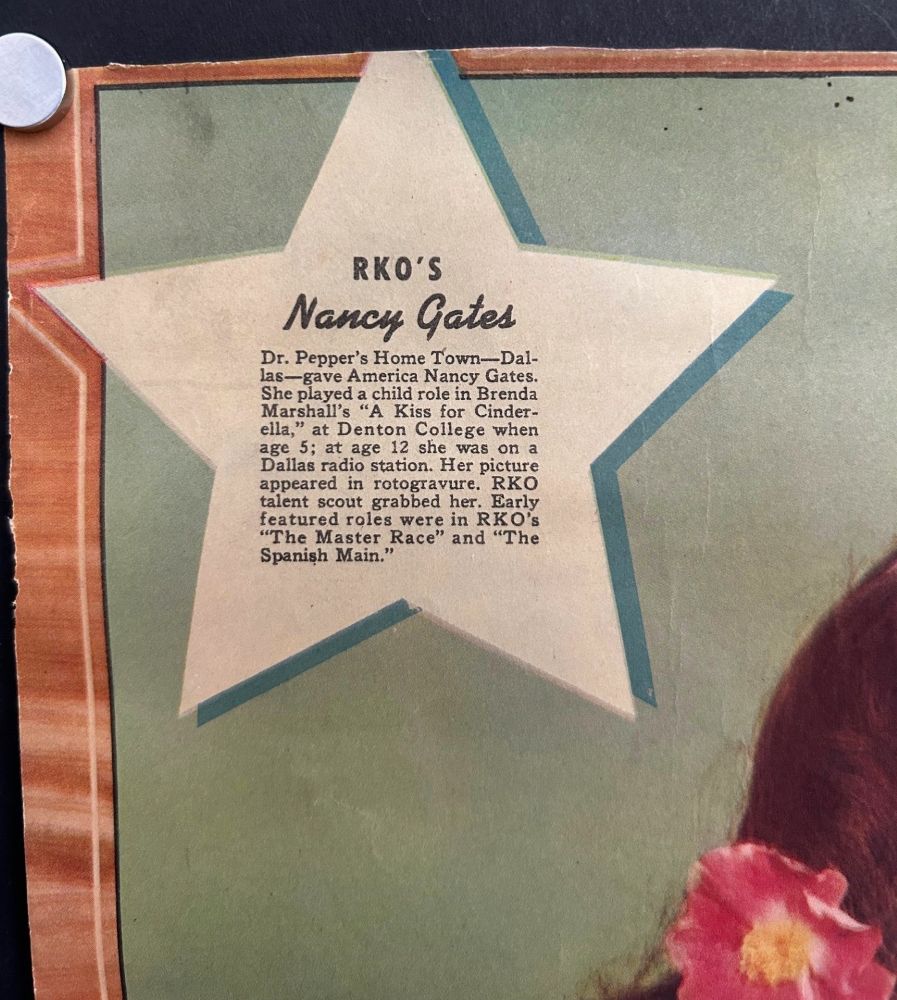 RKO'S
Nancy Gates
Dr. Pepper's Home Town—Dal-
las—gave America Nancy Gates.
She played a child role in Brenda
Marshall's "A Kiss for Cinder-
ella," at Denton College when
age 5; at age 12 she was on a
Dallas radio station. Her picture
appeared in rotogravure. RKO
talent scout grabbed her. Early
featured roles were in RKO's
"The Master Race" and "The
Spanish Main."